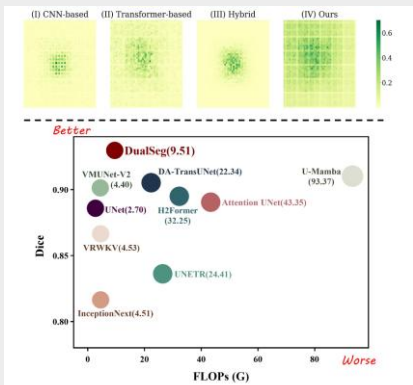 (I) CNN-based (II) Transformer-based (III) Hybrid (IV) Ours
0.6
0.4
0.2
Better
DualSeg(9.51)
DA-TransUNet(22.34)
U-Mamba
(93.37)
VMUNet-V2
(4.40)
0.90
UNet(2.70)
H2Former
(32.25)
Attention UNet(43.35)
VRWKV(4.53)
Dice
0.85
UNETR(24.41)
InceptionNext(4.51)
0.80
0 20 40 60 80
FLOPs (G)
Worse